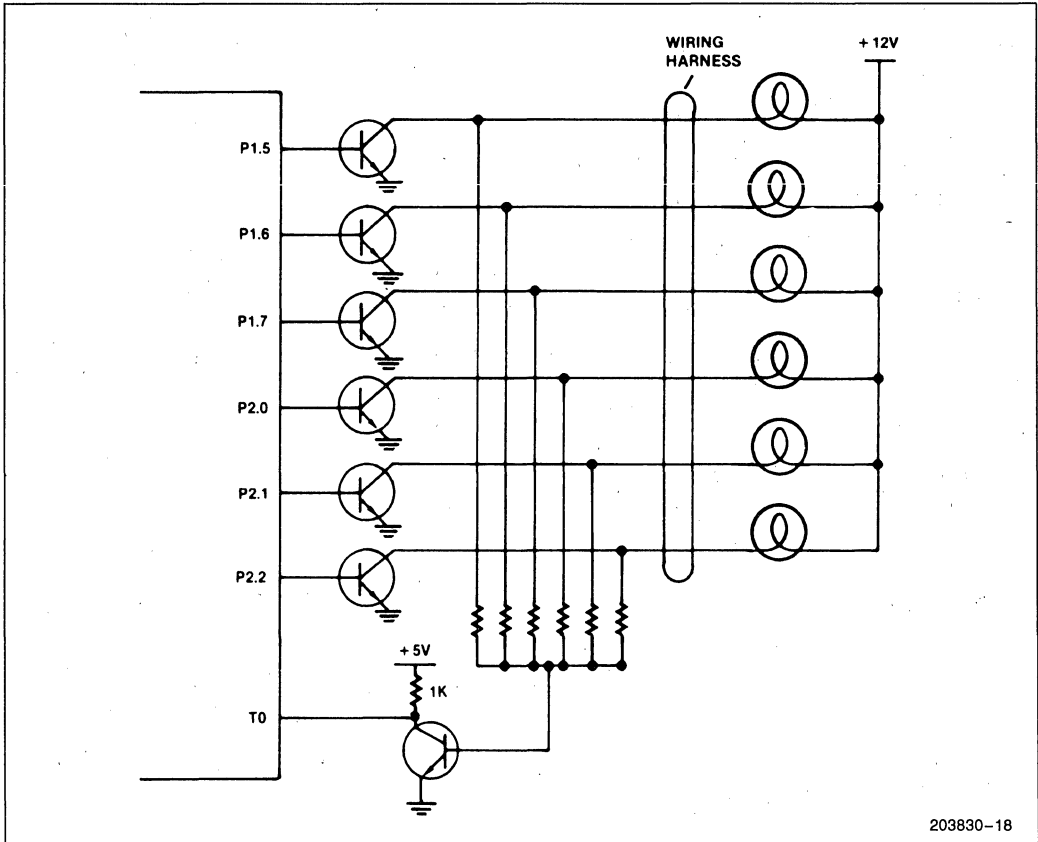 WIRING
HARNESS
+ 12V
P1.5
P1.6
P1.7
P2.0
P2.1
P2.2
+ 5V
1K
T0
203830–18